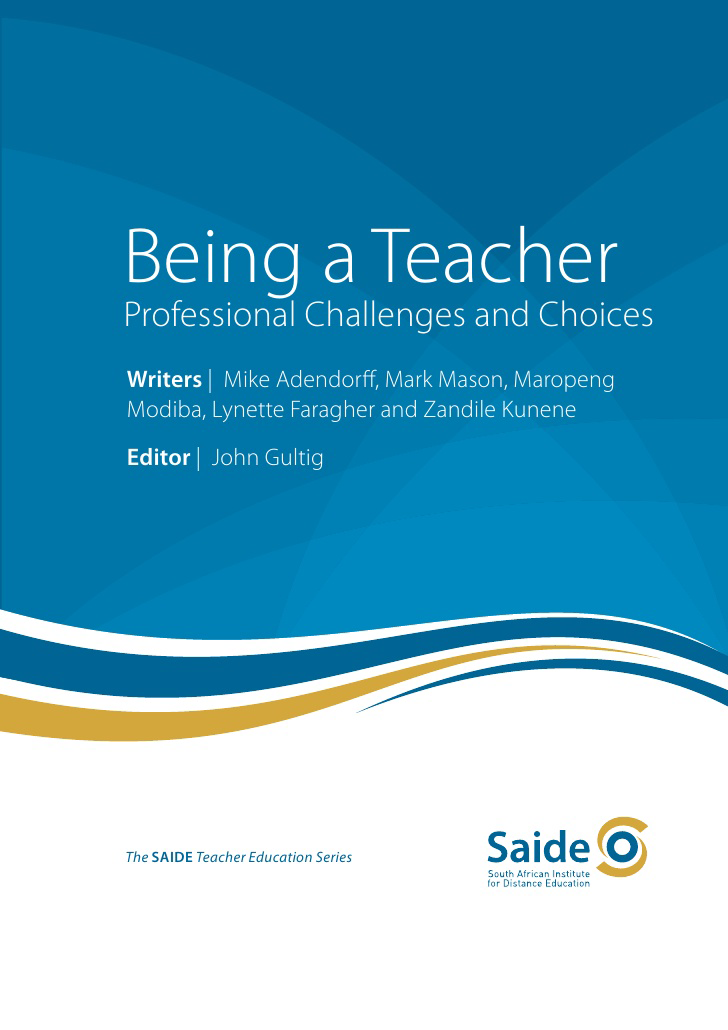 Being a Teacher
Professional Challenges and Choices
Writers | Mike Adendorff, Mark Mason, Maropeng
Modiba, Lynette Faragher and Zandile Kunene
Editor | John Gultig
The SAIDE Teacher Education Series
Saide
South African Institute
for Distance Education